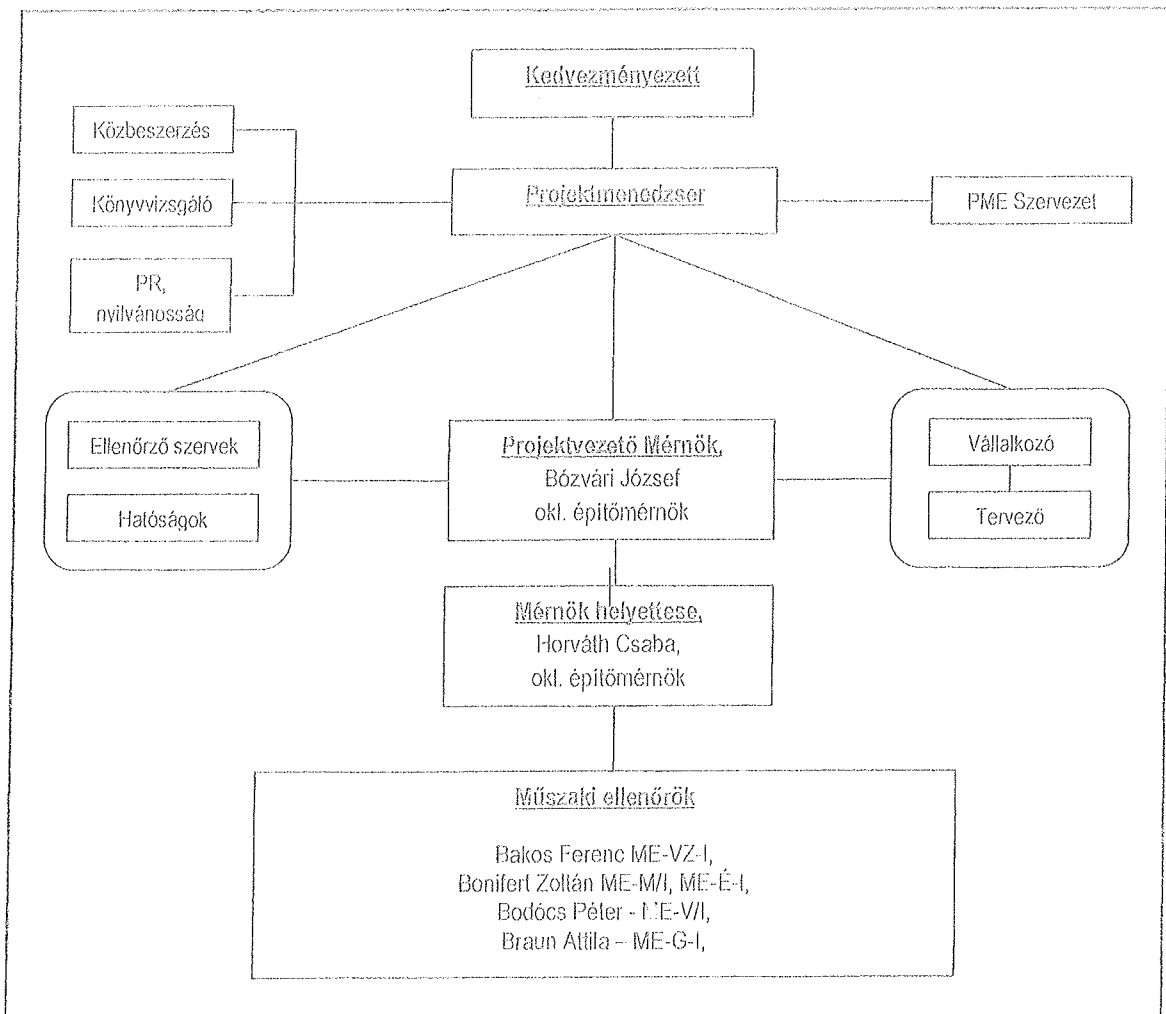 Kedvezményezett
Közbeszerzés
Könyvvizsgáló
PR,
nyilvánosság
Projektmenedzser
PME Szervezet
Ellenőrző szervek
Hatóságok
Projektvezető Mérnök,
Bózvári József
okl. építőmérnök
Vállalkozó
Tervező
Mérnök helyettese,
Horváth Csaba,
okl. építőmérnök
Műszaki ellenőrök
Bakos Ferenc ME-VZ-I,
Bonifert Zoltán ME-M/I, ME-É-I,
Bodócs Péter - ME-V/I,
Braun Attila – ME-G-I,